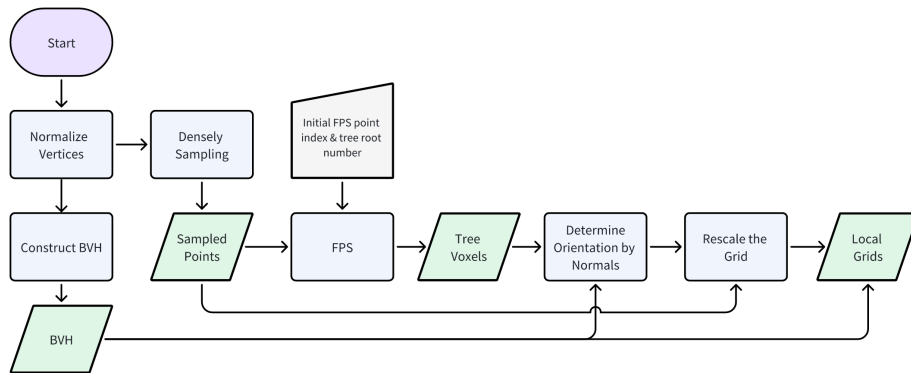 Start
Normalize
Vertices
Densely
Sampling
Initial FPS point
index & tree root
number
Construct BVH
Sampled
Points
FPS
Tree
Voxels
Determine
Orientation by
Normals
Rescale the
Grid
Local
Grids
BVH